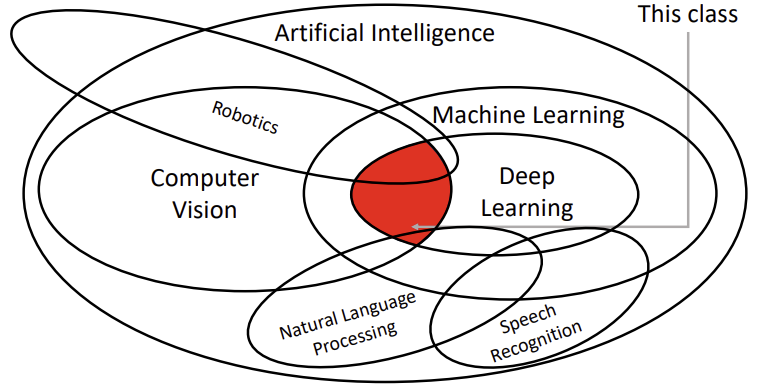 This class
Artificial Intelligence
Robotics
Machine Learning
Computer
Vision
Deep
Learning
Natural Language
Processing
Speech
Recognition